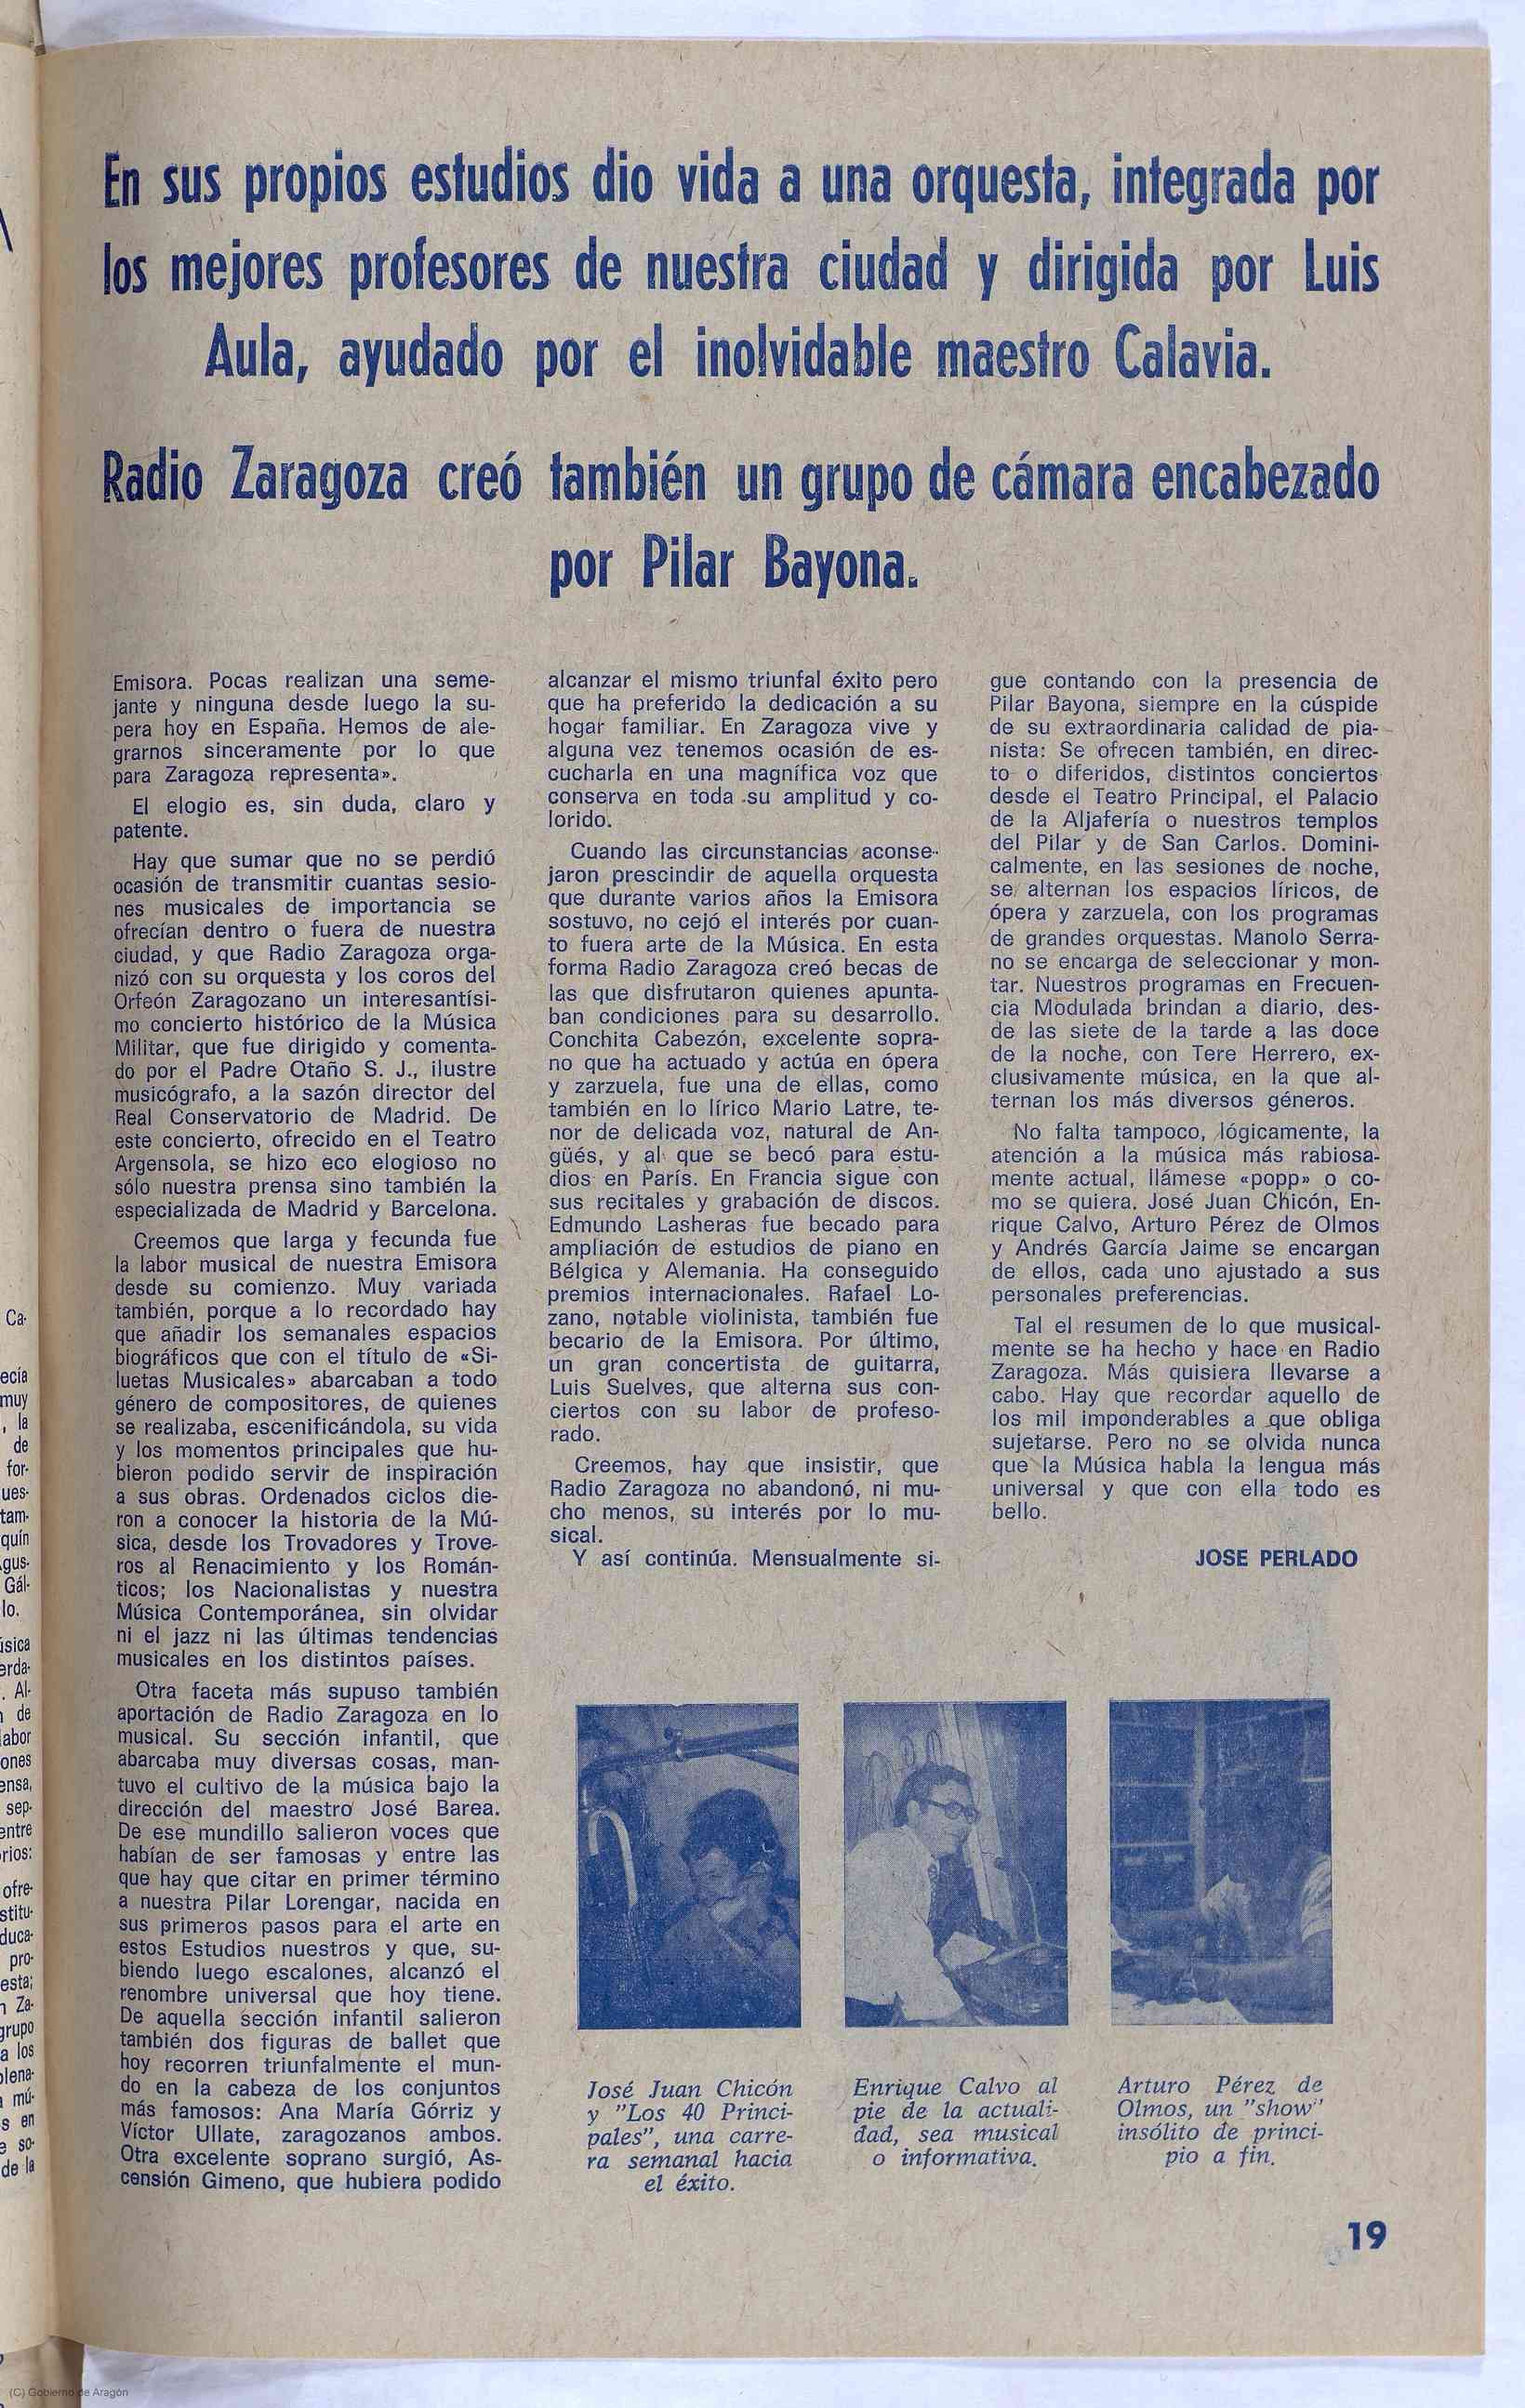 En sus propios estudios dio vida a una orquesta, integrada por
los mejores profesores de nuestra ciudad y dirigida por Luis
Aula, ayudado por el inolvidable maestro Calavia.
Radio Zaragoza creó también un grupo de cámara encabezado
por Pilar Bayona.
Emisora. Pocas realizan una seme-
jante y ninguna desde luego la su-
pera hoy en España. Hemos de ale-
grarnos sinceramente por lo que
para Zaragoza representa».
El elogio es, sin duda, claro y
patente.
Hay que sumar que no se perdió
ocasión de transmitir cuantas sesio-
nes musicales de importancia se
ofrecían dentro o fuera de nuestra
ciudad, y que Radio Zaragoza orga-
nizó con su orquesta y los coros del
Orfeón Zaragozano un interesantísi-
mo concierto histórico de la Música
Militar, que fue dirigido y comenta-
do por el Padre Otaño S. J., ilustre
musicógrafo, a la sazón director del
Real Conservatorio de Madrid. De
este concierto, ofrecido en el Teatro
Argensola, se hizo eco elogioso no
sólo nuestra prensa sino también la
especializada de Madrid y Barcelona.
Creemos que larga y fecunda fue
la labor musical de nuestra Emisora
desde su comienzo. Muy variada
también, porque a lo recordado hay
que añadir los semanales espacios
biográficos que con el título de «Si-
luetas Musicales» abarcaban a todo
género de compositores, de quienes
se realizaba, escenificándola, su vida
y los momentos principales que hu-
bieron podido servir de inspiración
a sus obras. Ordenados ciclos die-
ron a conocer la historia de la Mú-
sica, desde los Trovadores y Trove-
ros al Renacimiento y los Román-
ticos; los Nacionalistas y nuestra
Música Contemporánea, sin olvidar
ni el jazz ni las últimas tendencias
musicales en los distintos países.
Otra faceta más supuso también
aportación de Radio Zaragoza en lo
musical. Su sección infantil, que
abarcaba muy diversas cosas, man-
tuvo el cultivo de la música bajo la
dirección del maestro José Barea.
De ese mundillo salieron voces que
habían de ser famosas y entre las
que hay que citar en primer término
a nuestra Pilar Lorengar, nacida en
sus primeros pasos para el arte en
estos Estudios nuestros y que, su-
biendo luego escalones, alcanzó el
renombre universal que hoy tiene.
De aquella sección infantil salieron
también dos figuras de ballet que
hoy recorren triunfalmente el mun-
do en la cabeza de los conjuntos
más famosos: Ana María Górriz y
Víctor Ullate, zaragozanos ambos.
Otra excelente soprano surgió, As-
censión Gimeno, que hubiera podido
alcanzar el mismo triunfal éxito pero
que ha preferido la dedicación a su
hogar familiar. En Zaragoza vive y
alguna vez tenemos ocasión de es-
cucharla en una magnífica voz que
conserva en toda su amplitud y co-
lorido.
Cuando las circunstancias aconse-
jaron prescindir de aquella orquesta
que durante varios años la Emisora
sostuvo, no cejó el interés por cuan-
to fuera arte de la Música. En esta
forma Radio Zaragoza creó becas de
las que disfrutaron quienes apunta-
ban condiciones para su desarrollo.
Conchita Cabezón, excelente sopra-
no que ha actuado y actúa en ópera
y zarzuela, fue una de ellas, como
también en lo lírico Mario Latre, te-
nor de delicada voz, natural de An-
güés, y al que se becó para estu-
dios en París. En Francia sigue con
sus recitales y grabación de discos.
Edmundo Lasheras fue becado para
ampliación de estudios de piano en
Bélgica y Alemania. Ha conseguido
premios internacionales. Rafael Lo-
zano, notable violinista, también fue
becario de la Emisora. Por último,
un gran concertista de guitarra,
Luis Suelves, que alterna sus con-
ciertos con su labor de profeso-
rado.
Creemos, hay que insistir, que
Radio Zaragoza no abandonó, ni mu-
cho menos, su interés por lo mu-
sical.
Y así continúa. Mensualmente si-
gue contando con la presencia de
Pilar Bayona, siempre en la cúspide
de su extraordinaria calidad de pia-
nista: Se ofrecen también, en direc-
to o diferidos, distintos conciertos
desde el Teatro Principal, el Palacio
de la Aljafería o nuestros templos
del Pilar y de San Carlos. Domini-
calmente, en las sesiones de noche,
se alternan los espacios líricos, de
ópera y zarzuela, con los programas
de grandes orquestas. Manolo Serra-
no se encarga de seleccionar y mon-
tar. Nuestros programas en Frecuen-
cia Modulada brindan a diario, des-
de las siete de la tarde a las doce
de la noche, con Tere Herrero, ex-
clusivamente música, en la que al-
ternan los más diversos géneros.
No falta tampoco, lógicamente, la
atención a la música más rabiosa-
mente actual, llámese «popp» o co-
mo se quiera. José Juan Chicón, En-
rique Calvo, Arturo Pérez de Olmos
y Andrés García Jaime se encargan
de ellos, cada uno ajustado a sus
personales preferencias.
Tal el resumen de lo que musical-
mente se ha hecho y hace en Radio
Zaragoza. Más quisiera llevarse a
cabo. Hay que recordar aquello de
los mil imponderables a que obliga
sujetarse. Pero no se olvida nunca
que la Música habla la lengua más
universal y que con ella todo es
bello.
JOSE PERLADO
José Juan Chicón
y "Los 40 Princi-
pales", una carre-
ra semanal hacia
el éxito.
Enrique Calvo al
pie de la actuali-
dad, sea musical
o informativa.
Arturo Pérez de
Olmos, un "show"
insólito de princi-
pio a fin.
19
(C) Gobierno de Aragón